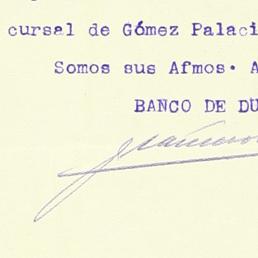 cursal de Gómez Palaci
Somos sus Afmos. A
BANCO DE DU